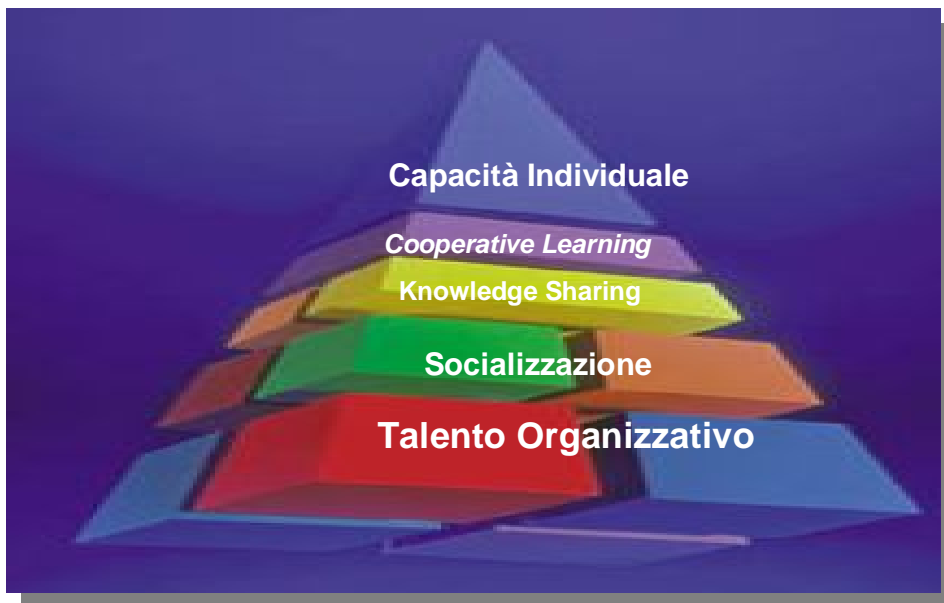 Capacità Individuale
Cooperative Learning
Knowledge Sharing
Socializzazione
Talento Organizzativo